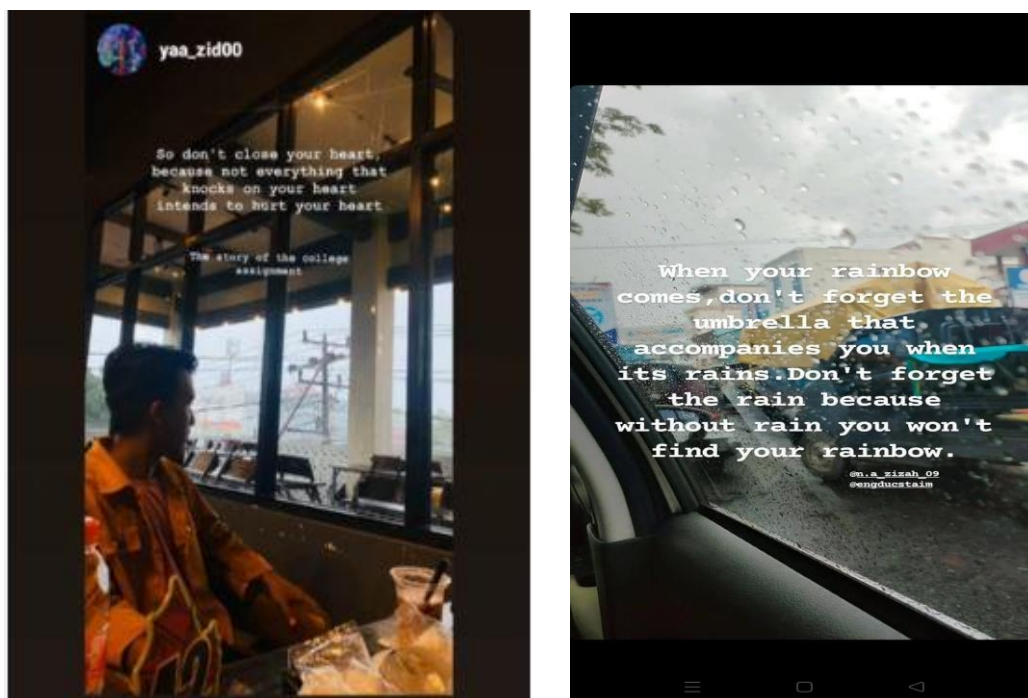 yaa_zid00
So don't close your heart,
because not everything that
knocks on your heart
intends to hurt your heart
The story of the college
assignment
When your rainbow
comes,don't forget the
umbrella that
accompanies you when
its rains.Don't forget
the rain because
without rain you won't
find your rainbow.
@n.a_zizah_09
@engducstaim